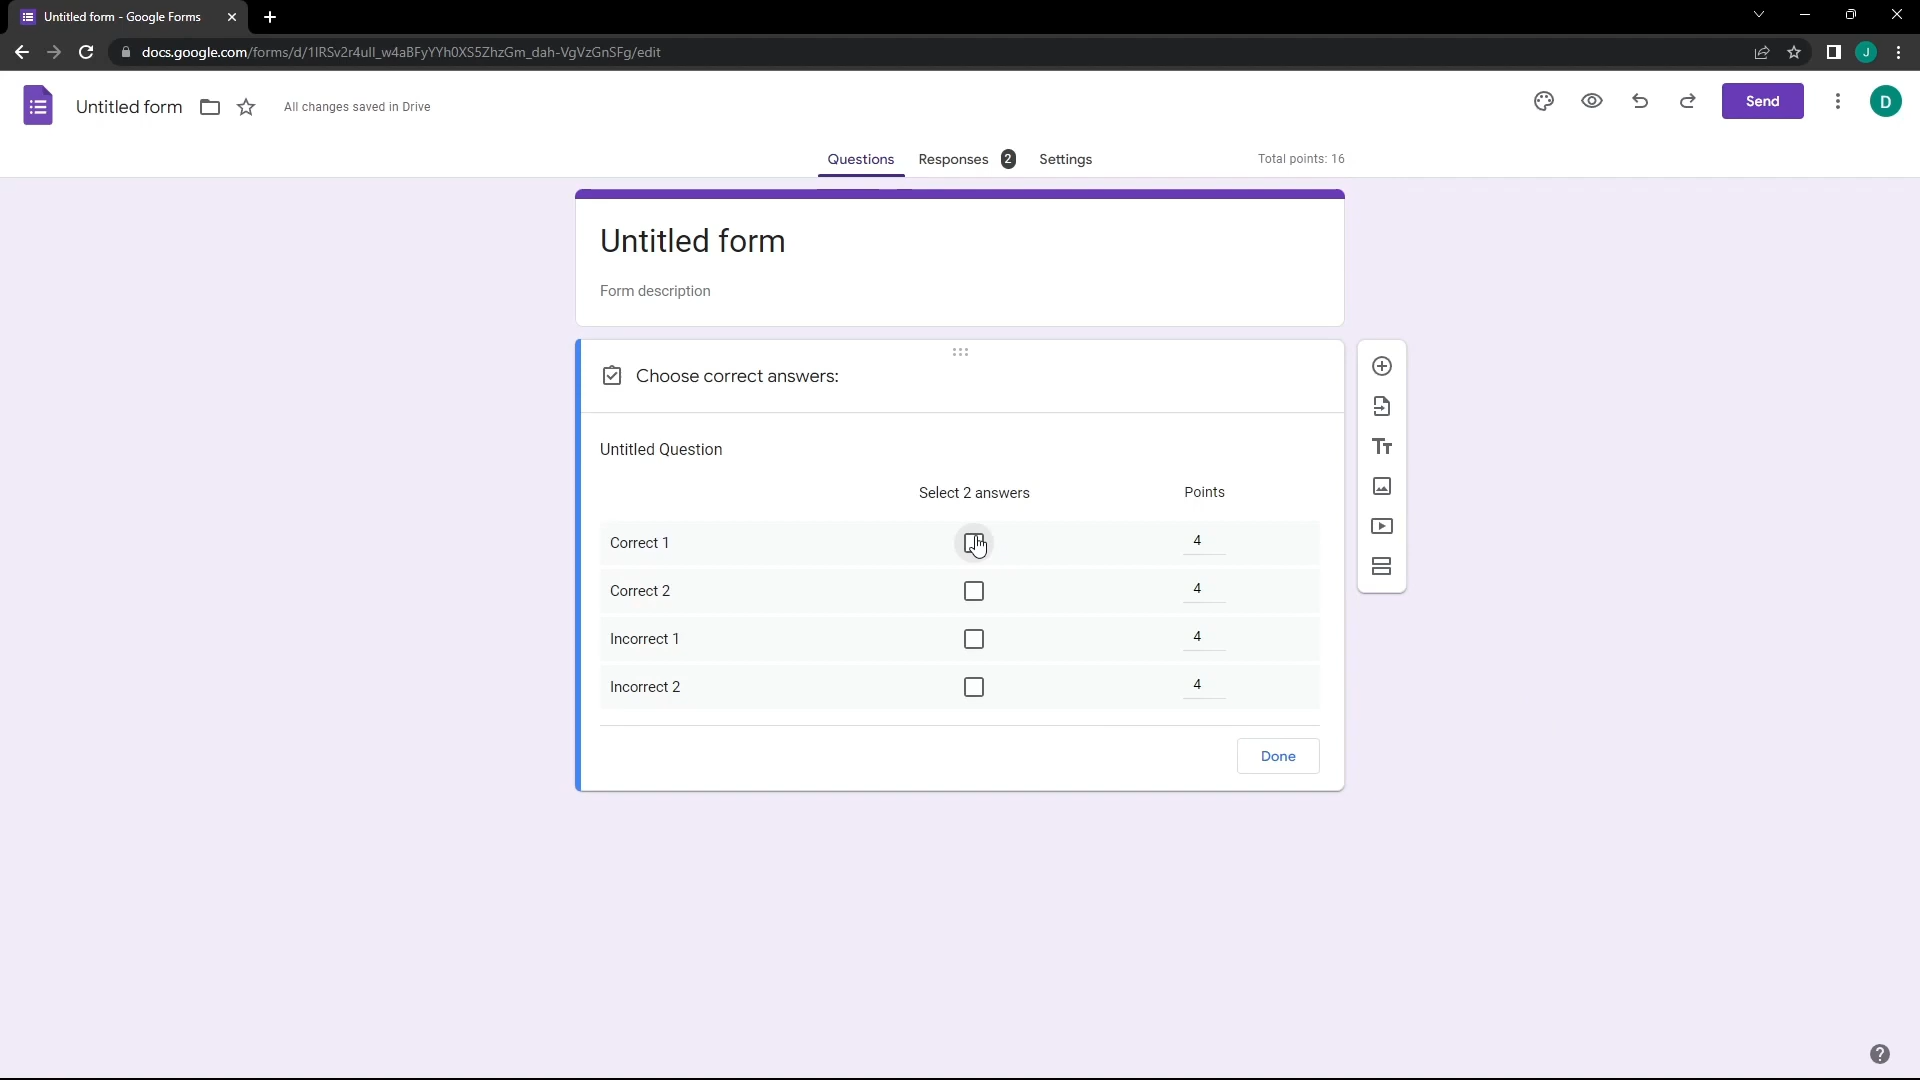 Untitled form - Google Forms
docs.google.com/forms/d/1IRSv2r4ull_w4aBFyYYh0XS5ZhzGm_dah-VgVzGnSFg/edit
J
Untitled form
All changes saved in Drive
Send
D
Questions
Responses 2
Settings
Total points: 16
Untitled form
Form description
Choose correct answers:
Untitled Question
Select 2 answers Points
Correct 1 4
Correct 2 4
Incorrect 1 4
Incorrect 2 4
Done